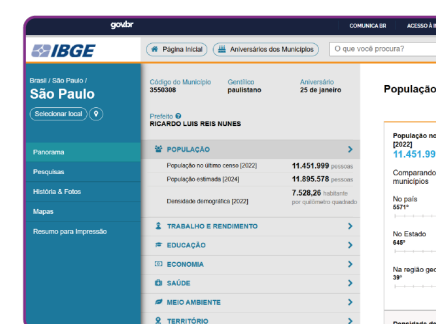 gov.br
COMUNICA BR ACESSO À
IBGE
Página Inicial
Aniversários dos Municípios
O que você procura?
Brasil / São Paulo /
São Paulo
Selecionar local
Panorama
Pesquisas
História & Fotos
Mapas
Resumo para Impressão
Código do Município
3550308
Gentílico
paulistano
Aniversário
25 de janeiro
Prefeito
RICARDO LUIS REIS NUNES
POPULAÇÃO
População no último censo [2022] 11.451.999 pessoas
População estimada [2024] 11.895.578 pessoas
Densidade demográfica [2022] 7.528,26 habitante por quilômetro quadrado
TRABALHO E RENDIMENTO
EDUCAÇÃO
ECONOMIA
SAÚDE
MEIO AMBIENTE
TERRITÓRIO
População
População no
[2022]
11.451.99
Comparando
municípios
No país
5571º
No Estado
645º
Na região geo
39º